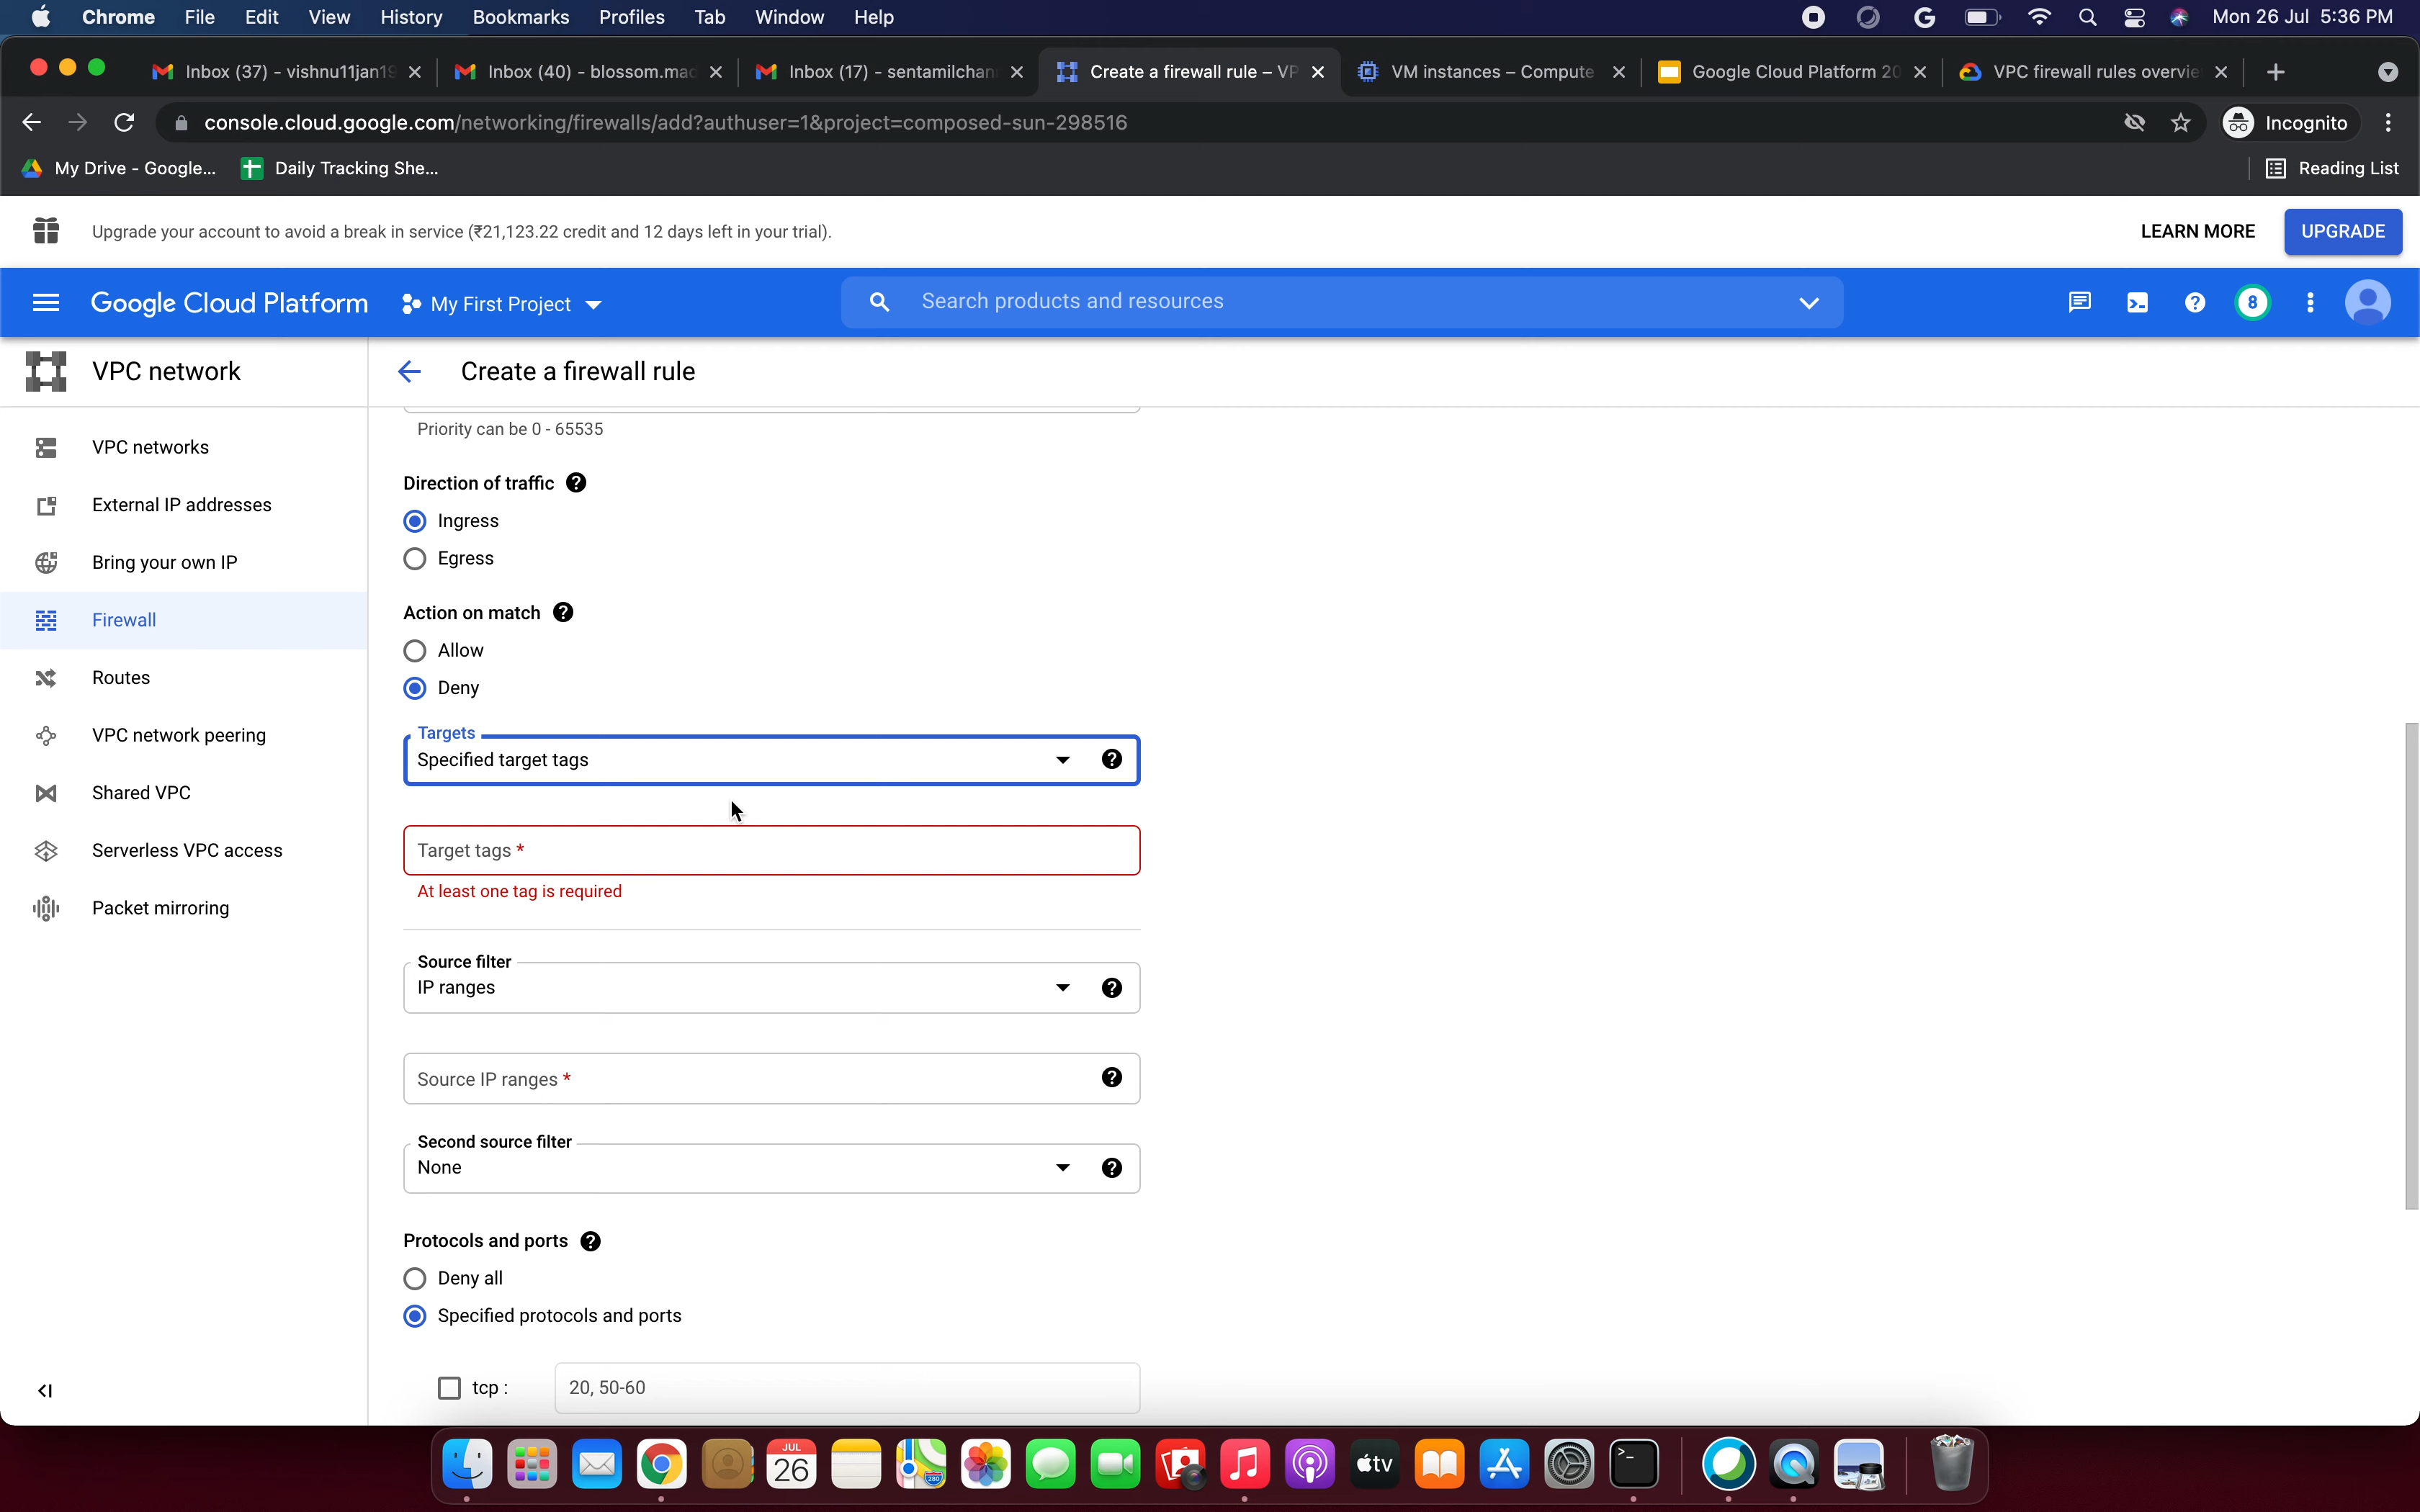 Chrome File Edit View History Bookmarks Profiles Tab Window Help Mon 26 Jul 5:36 PM
Inbox (37) - vishnu11jan19 Inbox (40) - blossom.mad Inbox (17) - sentamilchan Create a firewall rule – VP VM instances – Compute Google Cloud Platform 20 VPC firewall rules overvie
console.cloud.google.com/networking/firewalls/add?authuser=1&project=composed-sun-298516 Incognito
My Drive - Google... Daily Tracking She... Reading List
Upgrade your account to avoid a break in service (₹21,123.22 credit and 12 days left in your trial). LEARN MORE UPGRADE
Google Cloud Platform My First Project Search products and resources 8
VPC network Create a firewall rule
VPC networks
External IP addresses
Bring your own IP
Firewall
Routes
VPC network peering
Shared VPC
Serverless VPC access
Packet mirroring
Priority can be 0 - 65535
Direction of traffic
Ingress
Egress
Action on match
Allow
Deny
Targets
Specified target tags
Target tags *
At least one tag is required
Source filter
IP ranges
Source IP ranges *
Second source filter
None
Protocols and ports
Deny all
Specified protocols and ports
tcp : 20, 50-60
JUL
26
tv